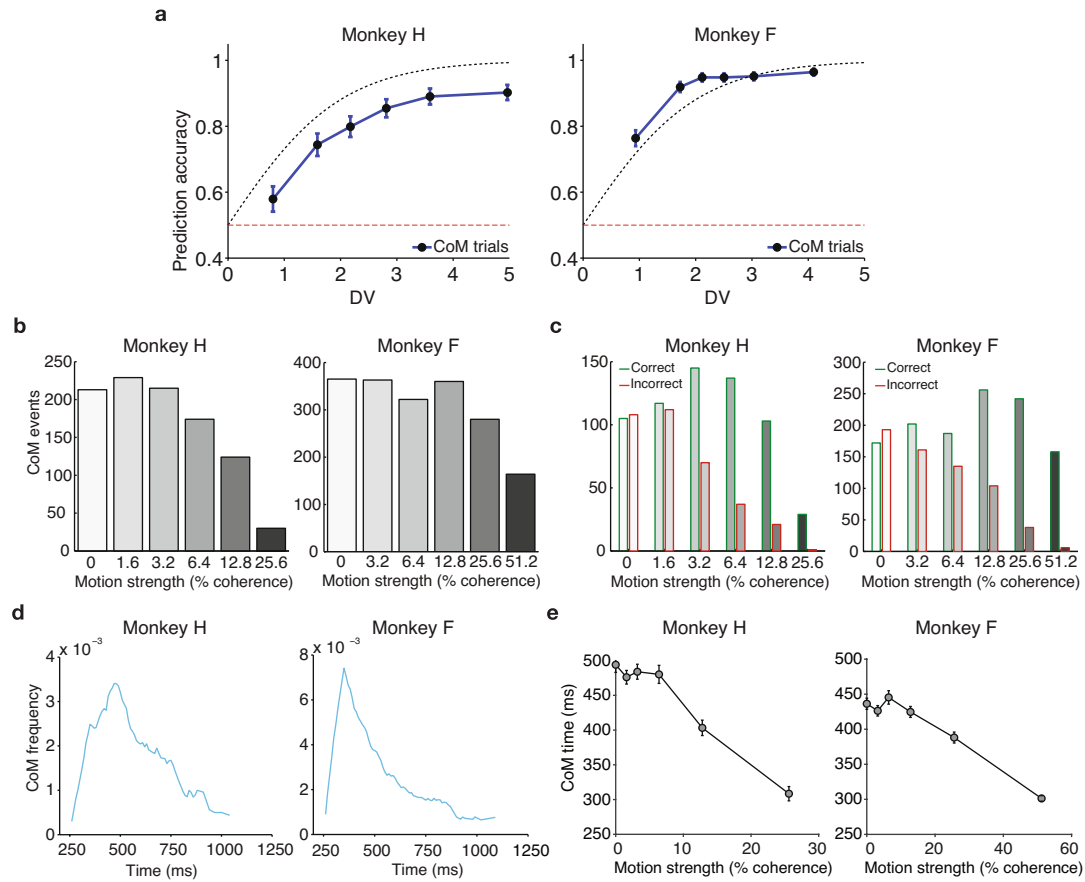 a
Monkey H
Monkey F
Prediction accuracy
1
0.8
0.6
0.4
0 1 2 3 4 5
DV
CoM trials
1
0.8
0.6
0.4
0 1 2 3 4 5
DV
CoM trials
b
Monkey H
Monkey F
CoM events
250
200
150
100
50
0
0 1.6 3.2 6.4 12.8 25.6
Motion strength (% coherence)
400
300
200
100
0
0 3.2 6.4 12.8 25.6 51.2
Motion strength (% coherence)
c
Monkey H
Monkey F
150
100
50
0
Correct
Incorrect
0 1.6 3.2 6.4 12.8 25.6
Motion strength (% coherence)
300
250
200
150
100
50
0
Correct
Incorrect
0 3.2 6.4 12.8 25.6 51.2
Motion strength (% coherence)
d
Monkey H
Monkey F
x 10 −3
CoM frequency
4
3
2
1
0
250 500 750 1000 1250
Time (ms)
x 10 −3
8
6
4
2
0
250 500 750 1000 1250
Time (ms)
e
Monkey H
Monkey F
CoM time (ms)
500
450
400
350
300
250
0 10 20 30
Motion strength (% coherence)
500
450
400
350
300
250
0 20 40 60
Motion strength (% coherence)